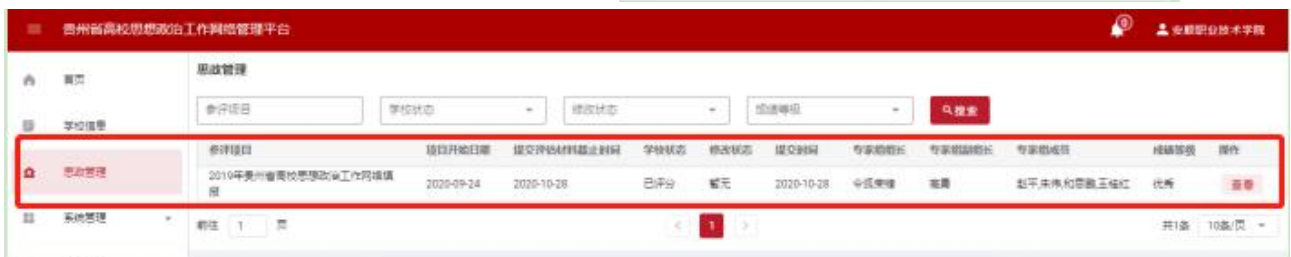 贵州省高校思想政治工作网络管理平台
0
安顺职业技术学院
首页
学校信息
思政管理
系统管理
思政管理
参评项目
学校状态
修改状态
成绩等级
搜索
参评项目 项目开始日期 提交评估材料截止时间 学校状态 修改状态 提交时间 专家组组长 专家组副组长 专家组成员 成绩等级 操作
2019年贵州省高校思想政治工作网络填报 2020-09-24 2020-10-28 已评分 暂无 2020-10-28 优秀 查看
前往 1 页
< 1 >
共1条 10条/页